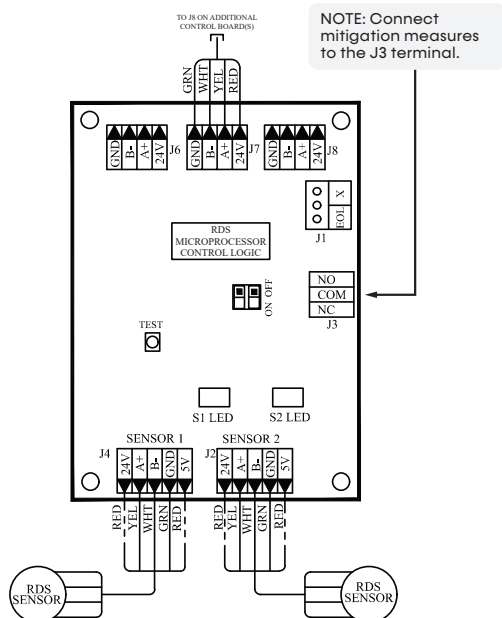 TO J8 ON ADDITIONAL
CONTROL BOARD(S)
NOTE: Connect
mitigation measures
to the J3 terminal.
GRN
WHT
YEL
RED
GND
B-
A+
24V
J6
GND
B-
A+
24V
J7
GND
B-
A+
24V
J8
X
EOL
J1
RDS
MICROPROCESSOR
CONTROL LOGIC
ON OFF
NO
COM
NC
J3
TEST
S1 LED
S2 LED
SENSOR 1
SENSOR 2
J4
24V
A+
B-
GND
5V
J2
24V
A+
B-
GND
5V
RED
YEL
WHT
GRN
RED
RED
YEL
WHT
GRN
RED
RDS
SENSOR
RDS
SENSOR